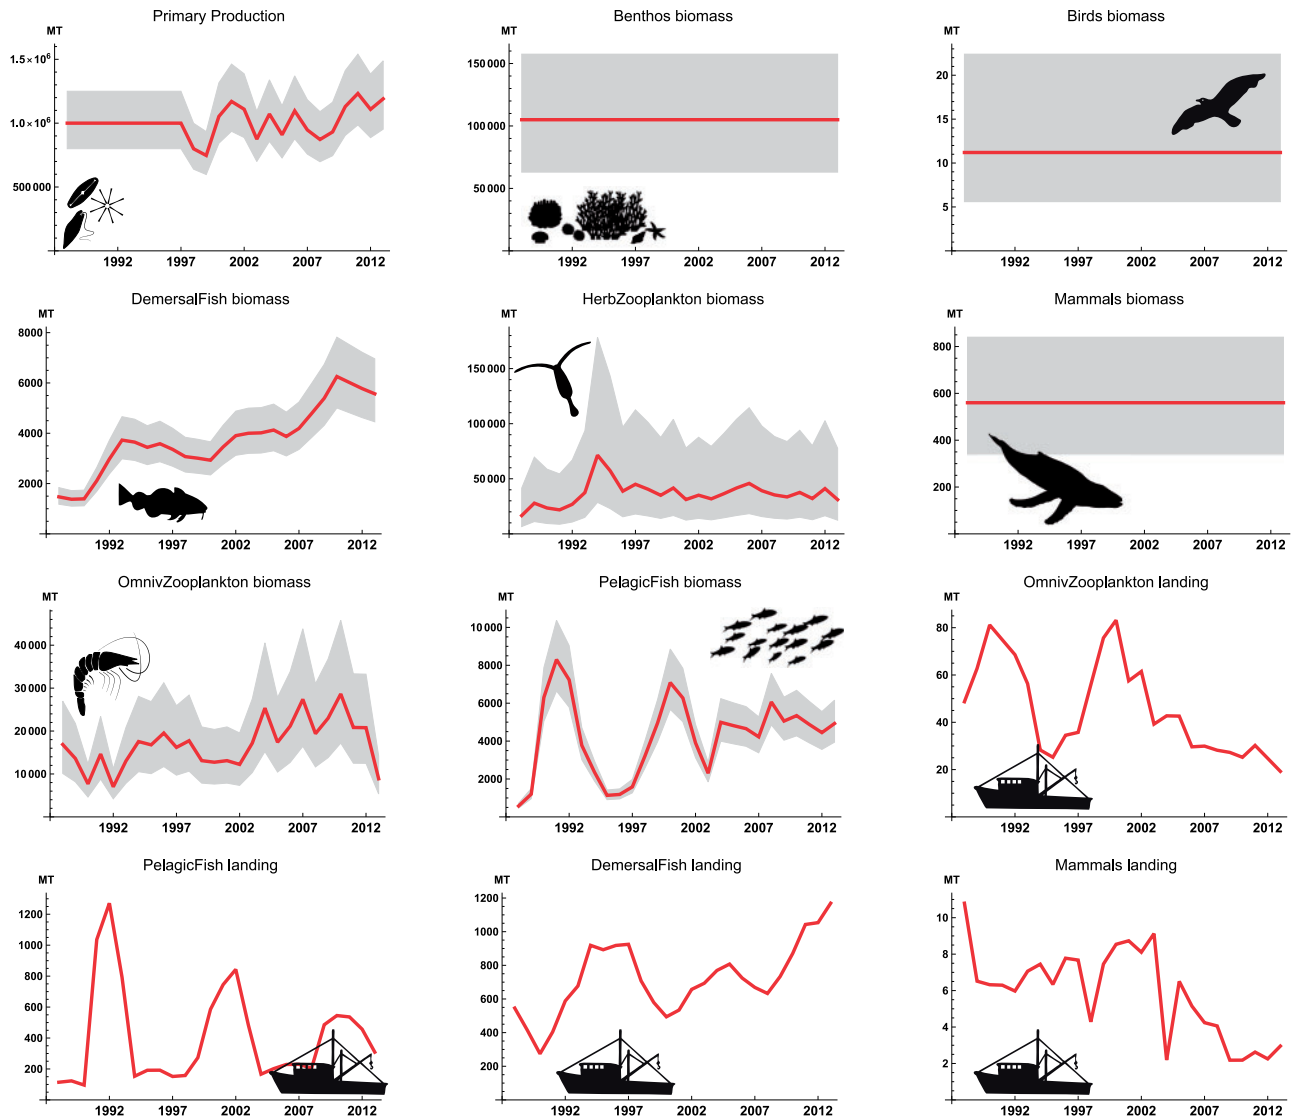 Primary Production
MT
1.5×10⁶
1.0×10⁶
500 000
1992 1997 2002 2007 2012
Benthos biomass
MT
150 000
100 000
50 000
1992 1997 2002 2007 2012
Birds biomass
MT
20
15
10
5
1992 1997 2002 2007 2012
DemersalFish biomass
MT
8000
6000
4000
2000
1992 1997 2002 2007 2012
HerbZooplankton biomass
MT
150 000
100 000
50 000
1992 1997 2002 2007 2012
Mammals biomass
MT
800
600
400
200
1992 1997 2002 2007 2012
OmnivZooplankton biomass
MT
40 000
30 000
20 000
10 000
1992 1997 2002 2007 2012
PelagicFish biomass
MT
10 000
8000
6000
4000
2000
1992 1997 2002 2007 2012
OmnivZooplankton landing
MT
80
60
40
20
1992 1997 2002 2007 2012
PelagicFish landing
MT
1200
1000
800
600
400
200
1992 1997 2002 2007 2012
DemersalFish landing
MT
1200
1000
800
600
400
200
1992 1997 2002 2007 2012
Mammals landing
MT
10
8
6
4
2
1992 1997 2002 2007 2012